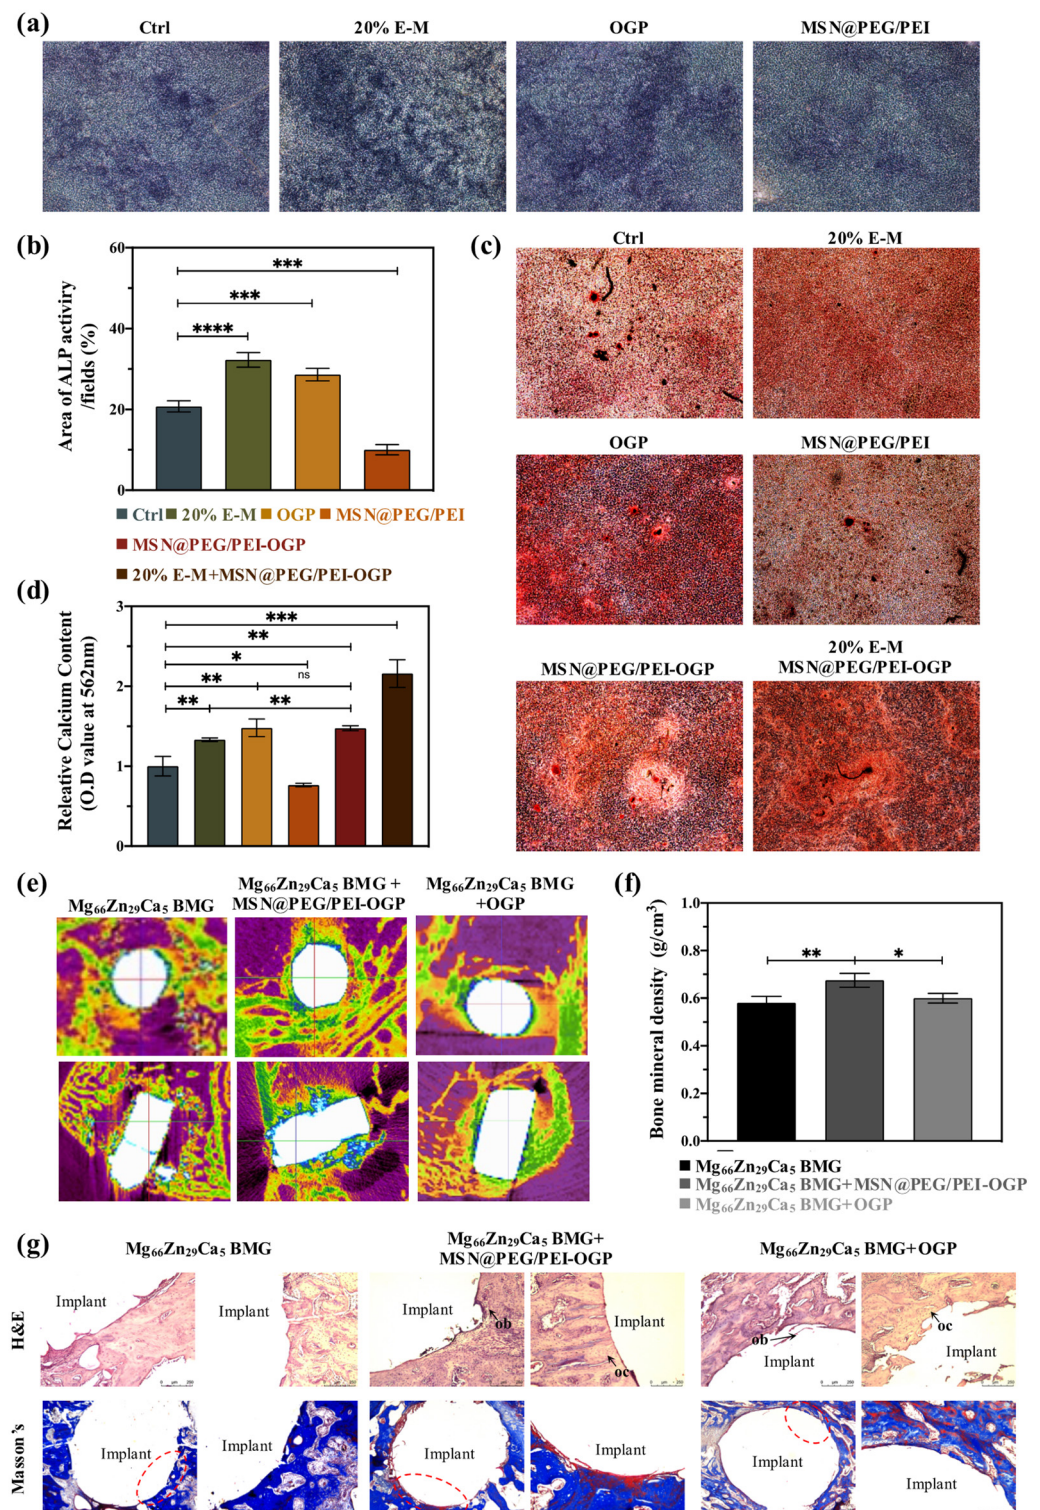 (a)
Ctrl
20% E-M
OGP
MSN@PEG/PEI
(b)
60
40
20
0
Area of ALP activiry
/fields (%)
****
***
***
Ctrl 20% E-M OGP MSN@PEG/PEI
MSN@PEG/PEI-OGP
20% E-M+MSN@PEG/PEI-OGP
(c)
Ctrl
20% E-M
OGP
MSN@PEG/PEI
MSN@PEG/PEI-OGP
20% E-M
MSN@PEG/PEI-OGP
(d)
3
2
1
0
Releative Calcium Content
(O.D value at 562nm)
***
**
*
** ns
** **
(e)
Mg₆₆Zn₂₉Ca₅ BMG
Mg₆₆Zn₂₉Ca₅ BMG +
MSN@PEG/PEI-OGP
Mg₆₆Zn₂₉Ca₅ BMG
+OGP
(f)
1.0
0.8
0.6
0.4
0.2
0.0
Bone mineral density (g/cm³)
** *
Mg₆₆Zn₂₉Ca₅ BMG
Mg₆₆Zn₂₉Ca₅ BMG+MSN@PEG/PEI-OGP
Mg₆₆Zn₂₉Ca₅ BMG+OGP
(g)
Mg₆₆Zn₂₉Ca₅ BMG
Mg₆₆Zn₂₉Ca₅ BMG+
MSN@PEG/PEI-OGP
Mg₆₆Zn₂₉Ca₅ BMG+OGP
H&E
Implant
Implant
Implant
ob
Implant
oc
ob
Implant
oc
Implant
Masson's
Implant
Implant
Implant
Implant
Implant
Implant